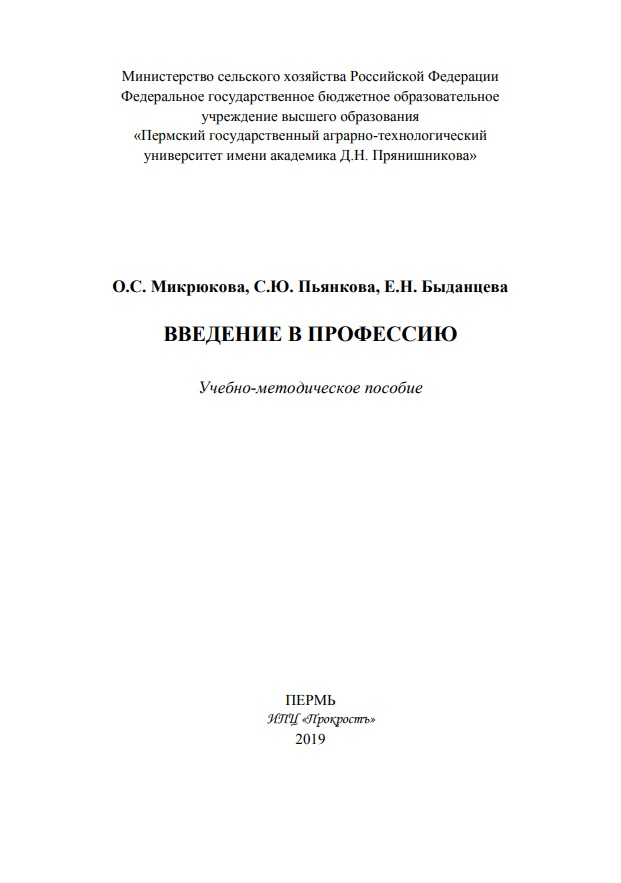 Министерство сельского хозяйства Российской Федерации
Федеральное государственное бюджетное образовательное
учреждение высшего образования
«Пермский государственный аграрно-технологический
университет имени академика Д.Н. Прянишникова»
О.С. Микрюкова, С.Ю. Пьянкова, Е.Н. Быданцева
ВВЕДЕНИЕ В ПРОФЕССИЮ
Учебно-методическое пособие
ПЕРМЬ
ИПЦ «Прокростъ»
2019